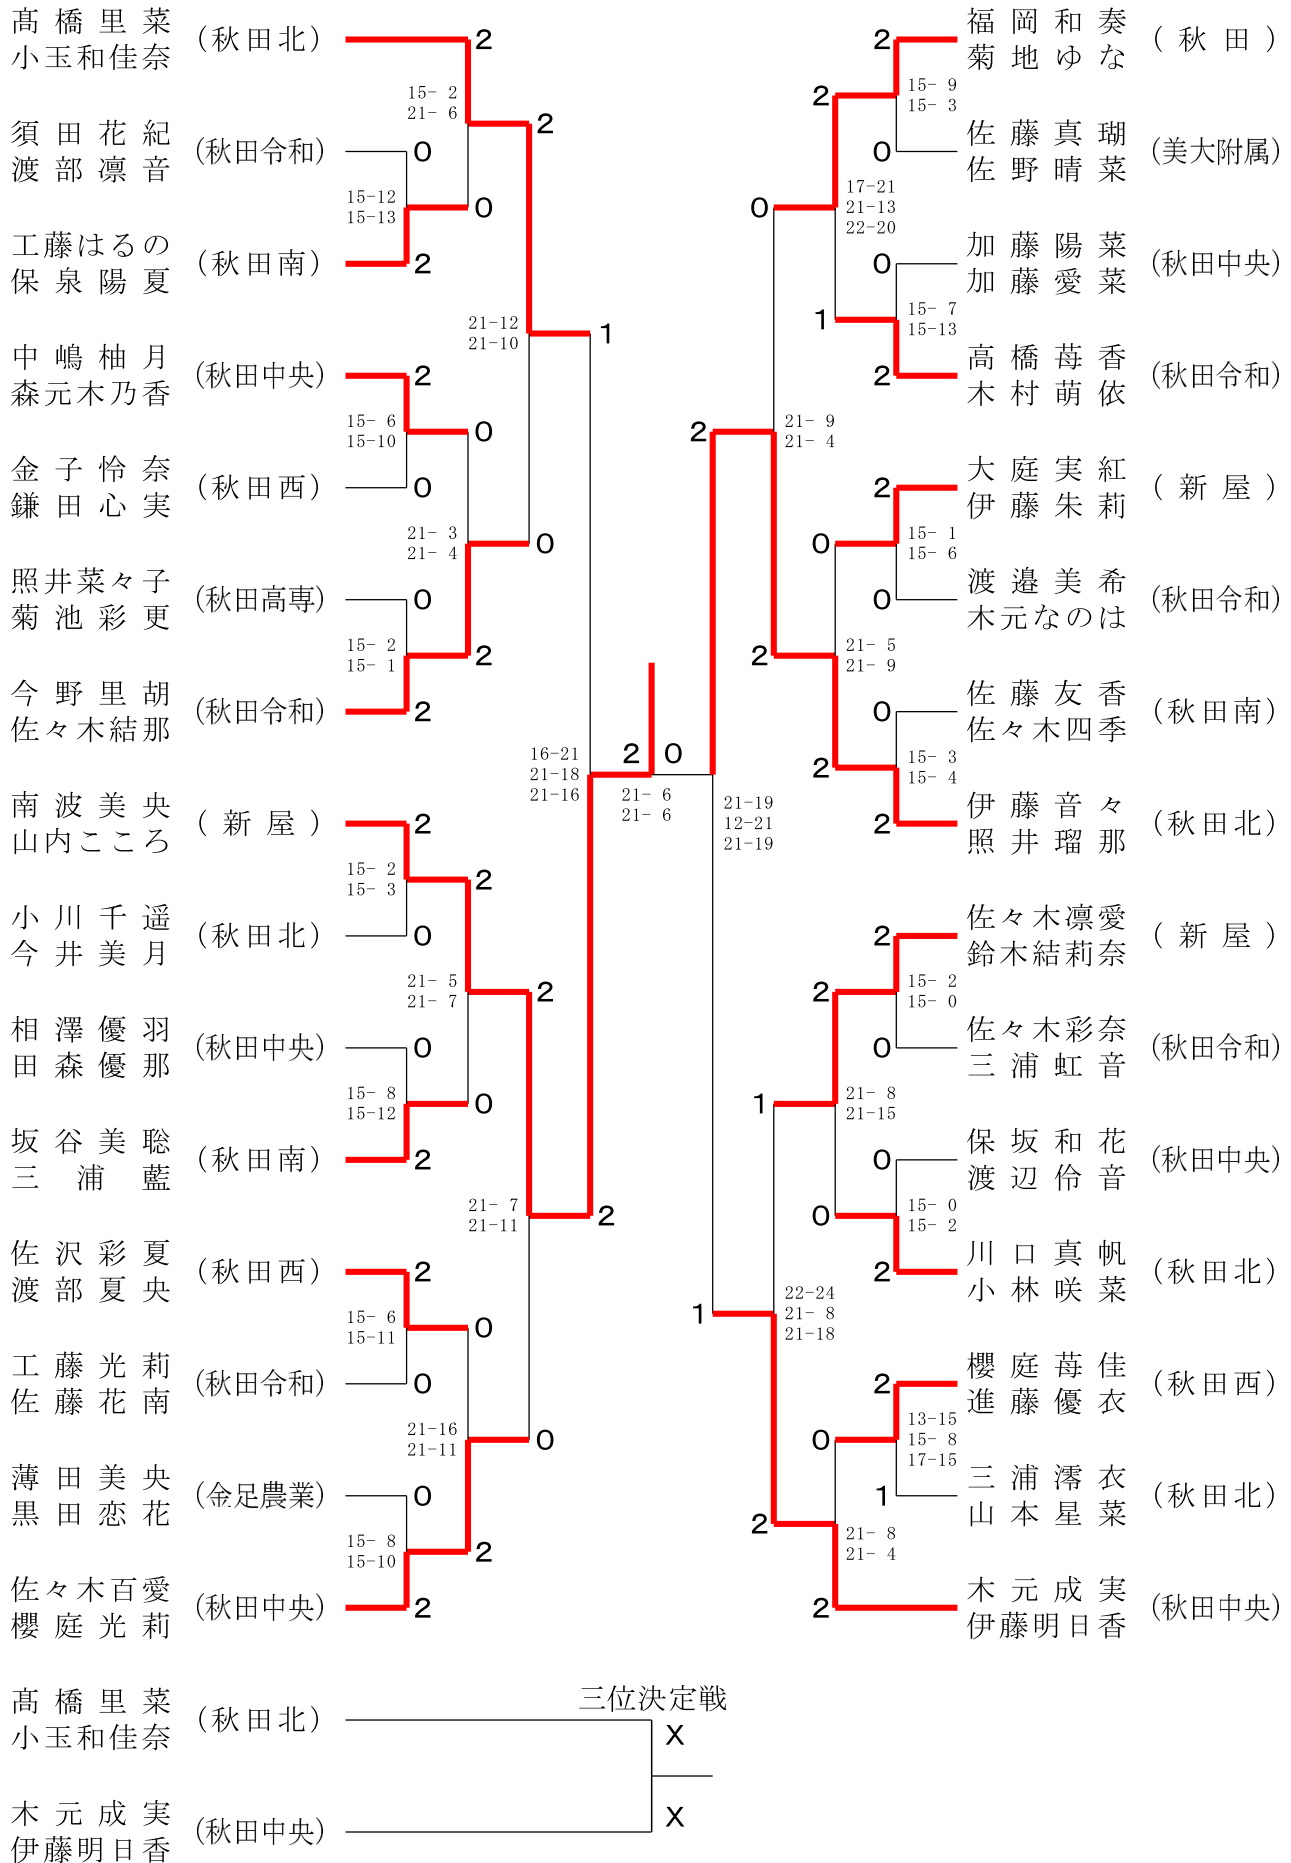 髙橋里菜
小玉和佳奈
(秋田北)
2
15- 2
21- 6
2
須田花紀
渡部凛音
(秋田令和)
0
15-12
15-13
0
工藤はるの
保泉陽夏
(秋田南)
2
21-12
21-10
1
中嶋柚月
森元木乃香
(秋田中央)
2
15- 6
15-10
0
金子怜奈
鎌田心実
(秋田西)
0
21- 3
21- 4
0
照井菜々子
菊池彩更
(秋田高専)
0
15- 2
15- 1
2
今野里胡
佐々木結那
(秋田令和)
2
16-21
21-18
21-16
南波美央
山内こころ
(新屋)
2
15- 2
15- 3
2
小川千遥
今井美月
(秋田北)
0
21- 5
21- 7
2
相澤優羽
田森優那
(秋田中央)
0
15- 8
15-12
0
坂谷美聡
三浦藍
(秋田南)
2
21- 7
21-11
2
佐沢彩夏
渡部夏央
(秋田西)
2
15- 6
15-11
0
工藤光莉
佐藤花南
(秋田令和)
0
21-16
21-11
0
薄田美央
黒田恋花
(金足農業)
0
15- 8
15-10
2
佐々木百愛
櫻庭光莉
(秋田中央)
2
2 0
21- 6
21- 6
福岡和奏
菊地ゆな
(秋田)
2
15- 9
15- 3
2
佐藤真瑚
佐野晴菜
(美大附属)
0
17-21
21-13
22-20
0
加藤陽菜
加藤愛菜
(秋田中央)
0
15- 7
15-13
1
高橋苺香
木村萌依
(秋田令和)
2
21- 9
21- 4
2
大庭実紅
伊藤朱莉
(新屋)
2
15- 1
15- 6
0
渡邉美希
木元なのは
(秋田令和)
0
21- 5
21- 9
2
佐藤友香
佐々木四季
(秋田南)
0
15- 3
15- 4
2
伊藤音々
照井瑠那
(秋田北)
2
21-19
12-21
21-19
佐々木凛愛
鈴木結莉奈
(新屋)
2
15- 2
15- 0
2
佐々木彩奈
三浦虹音
(秋田令和)
0
21- 8
21-15
1
保坂和花
渡辺伶音
(秋田中央)
0
15- 0
15- 2
0
川口真帆
小林咲菜
(秋田北)
2
22-24
21- 8
21-18
1
櫻庭苺佳
進藤優衣
(秋田西)
2
13-15
15- 8
17-15
0
三浦澪衣
山本星菜
(秋田北)
1
21- 8
21- 4
2
木元成実
伊藤明日香
(秋田中央)
2
三位決定戦
髙橋里菜
小玉和佳奈
(秋田北)
X
木元成実
伊藤明日香
(秋田中央)
X